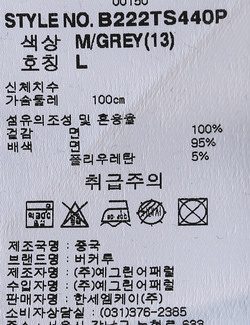 00150
STYLE NO. B222TS440P
색상 M/GREY(13)
호칭 L
신체치수
가슴둘레 100cm
섬유의조성 및 혼용율
겉감 면 100%
배색 면 95%
폴리우레탄 5%
취급주의
제조국명 : 중국
브랜드명 : 버커루
제조자명 : (주)예그린어패럴
수입자명 : (주)예그린어패럴
판매자명 : 한세엠케이(주)
소비자상담실 : (031)376-2385